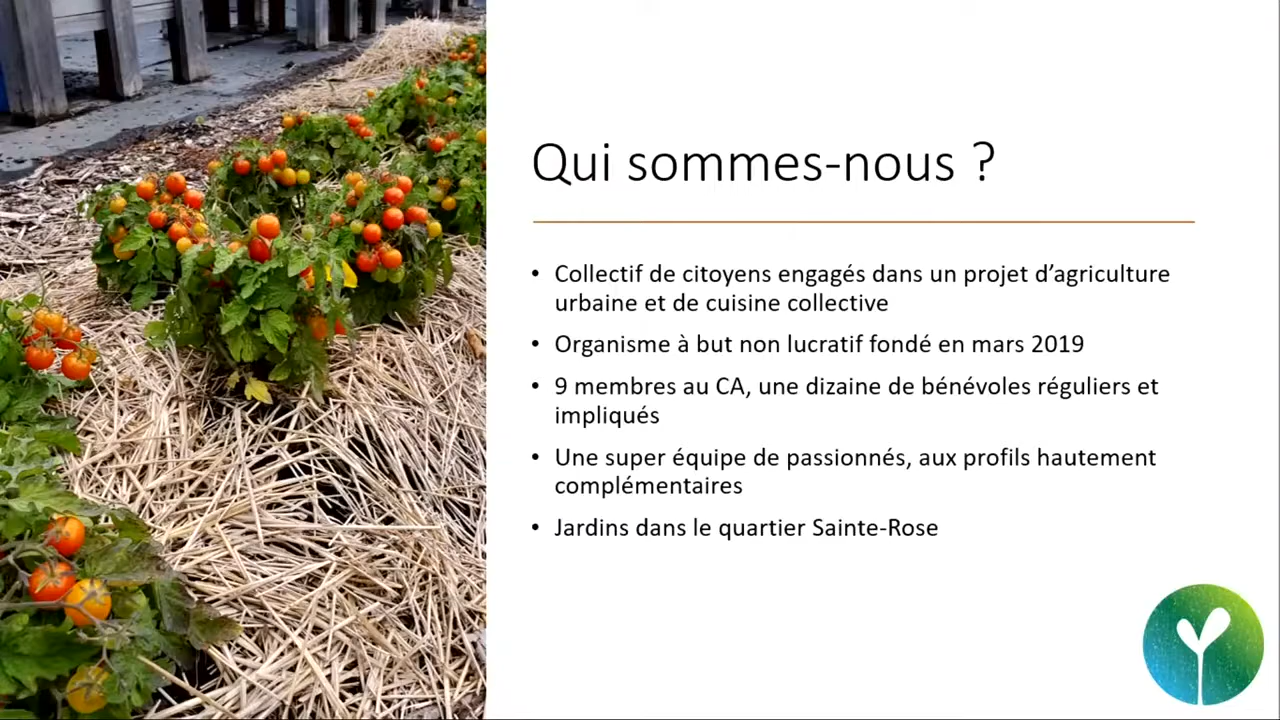 Qui sommes-nous ?
• Collectif de citoyens engagés dans un projet d’agriculture
urbaine et de cuisine collective
• Organisme à but non lucratif fondé en mars 2019
• 9 membres au CA, une dizaine de bénévoles réguliers et
impliqués
• Une super équipe de passionnés, aux profils hautement
complémentaires
• Jardins dans le quartier Sainte-Rose